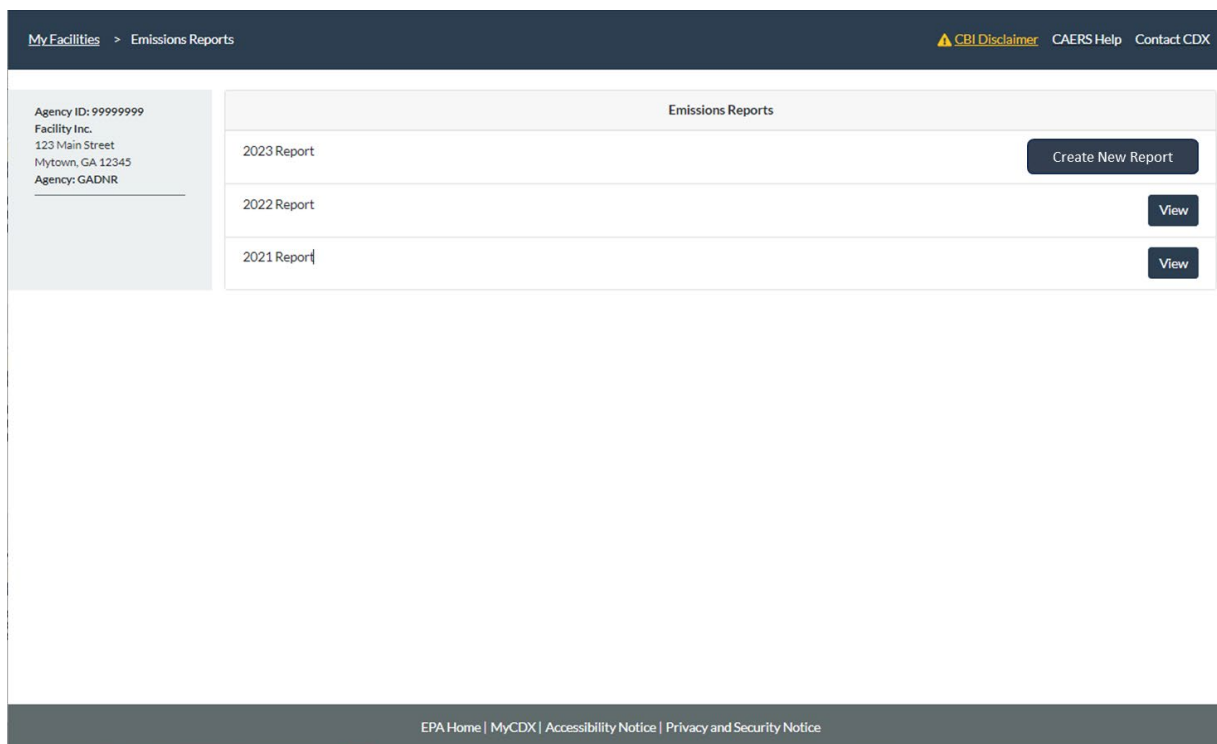 My Facilities > Emissions Reports
CBI Disclaimer CAERS Help Contact CDX
Agency ID: 99999999
Facility Inc.
123 Main Street
Mytown, GA 12345
Agency: GADNR
Emissions Reports
2023 Report Create New Report
2022 Report View
2021 Report View
EPA Home | MyCDX | Accessibility Notice | Privacy and Security Notice